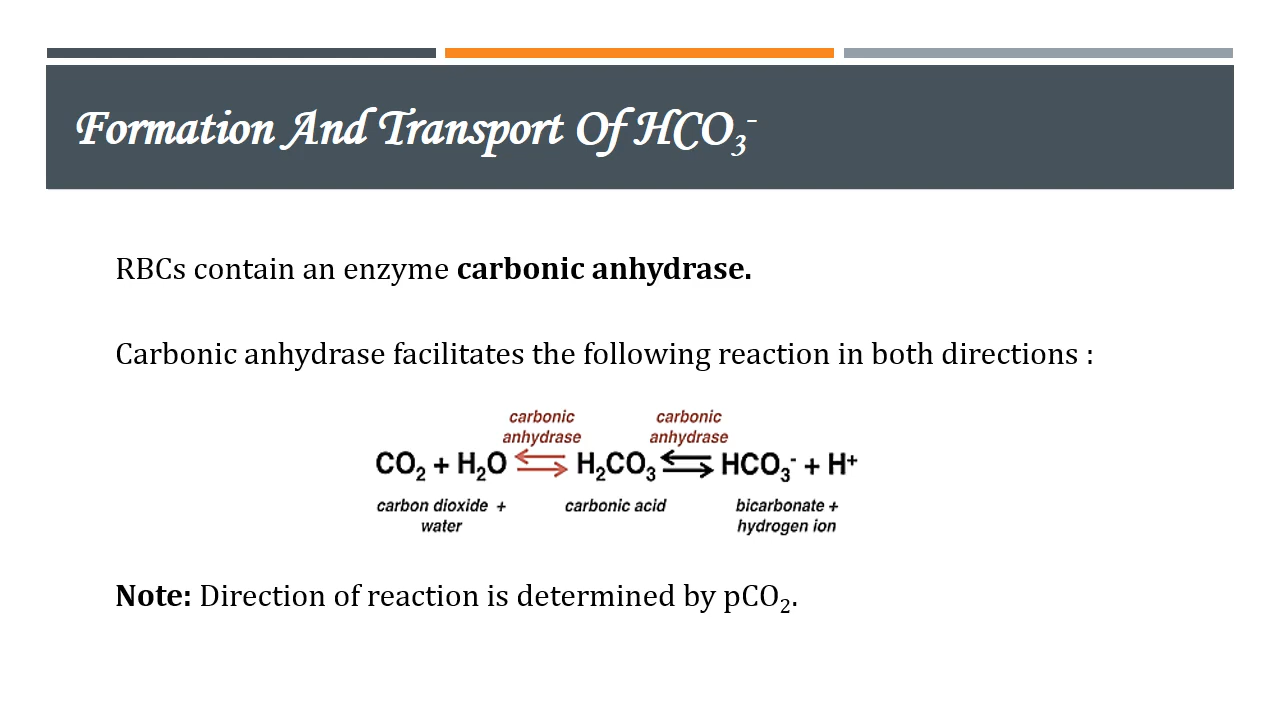 Formation And Transport Of HCO₃⁻
RBCs contain an enzyme carbonic anhydrase.
Carbonic anhydrase facilitates the following reaction in both directions :
carbonic anhydrase carbonic anhydrase
CO₂ + H₂O ⇌ H₂CO₃ ⇌ HCO₃⁻ + H⁺
carbon dioxide + water carbonic acid bicarbonate + hydrogen ion
Note: Direction of reaction is determined by pCO₂.